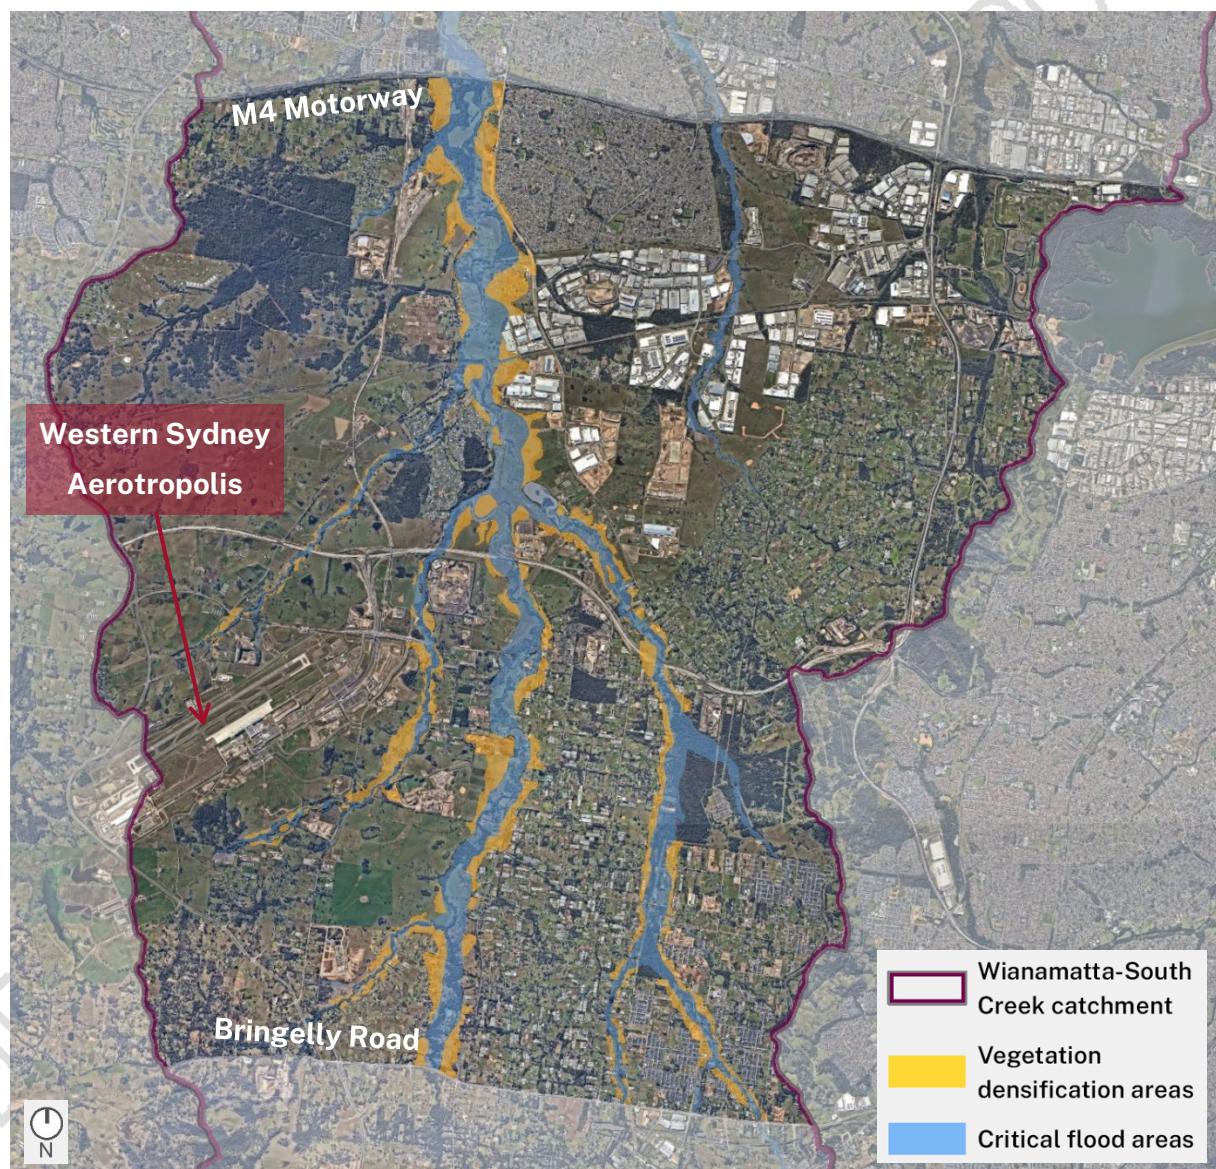 M4 Motorway
Western Sydney
Aerotropolis
Bringelly Road
Wianamatta-South
Creek catchment
Vegetation
densification areas
Critical flood areas
N